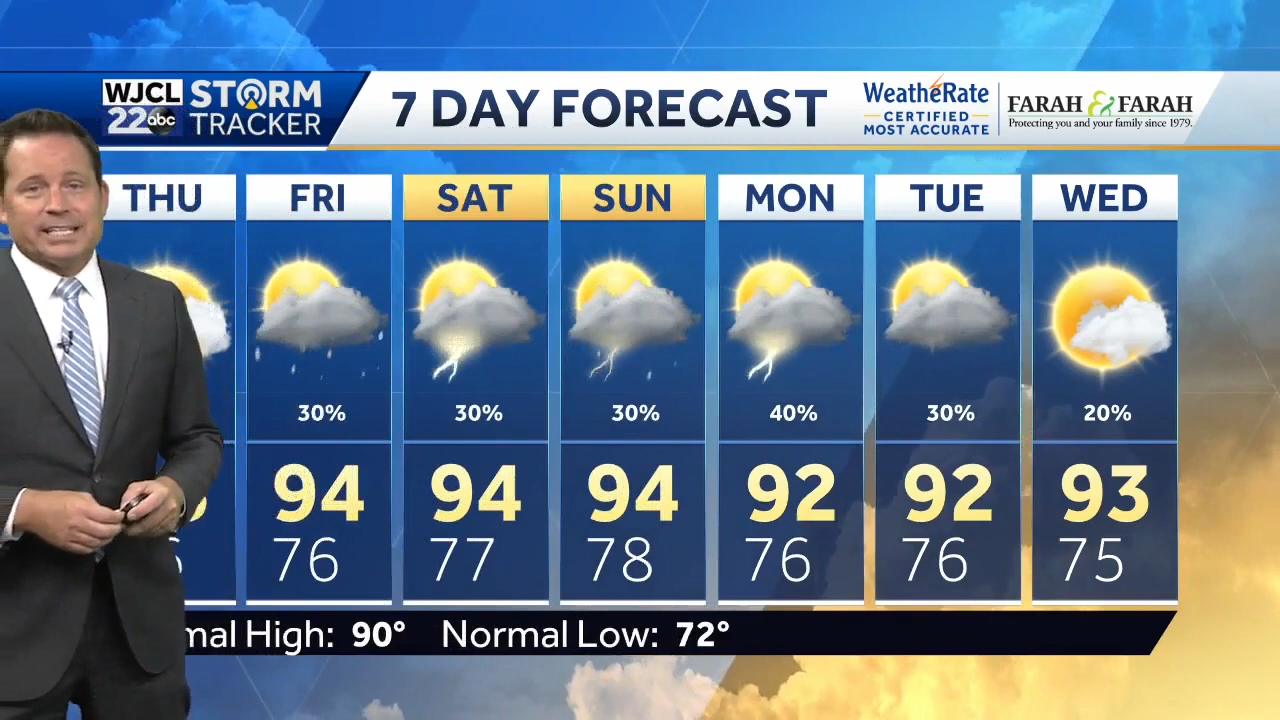 WJCL
22 abc
STORM
TRACKER
7 DAY FORECAST
WeatheRate
CERTIFIED
MOST ACCURATE
FARAH & FARAH
Protecting you and your family since 1979.
THU FRI SAT SUN MON TUE WED
30% 30% 30% 40% 30% 20%
94 94 94 92 92 93
76 77 78 76 76 75
High: 90° Normal Low: 72°